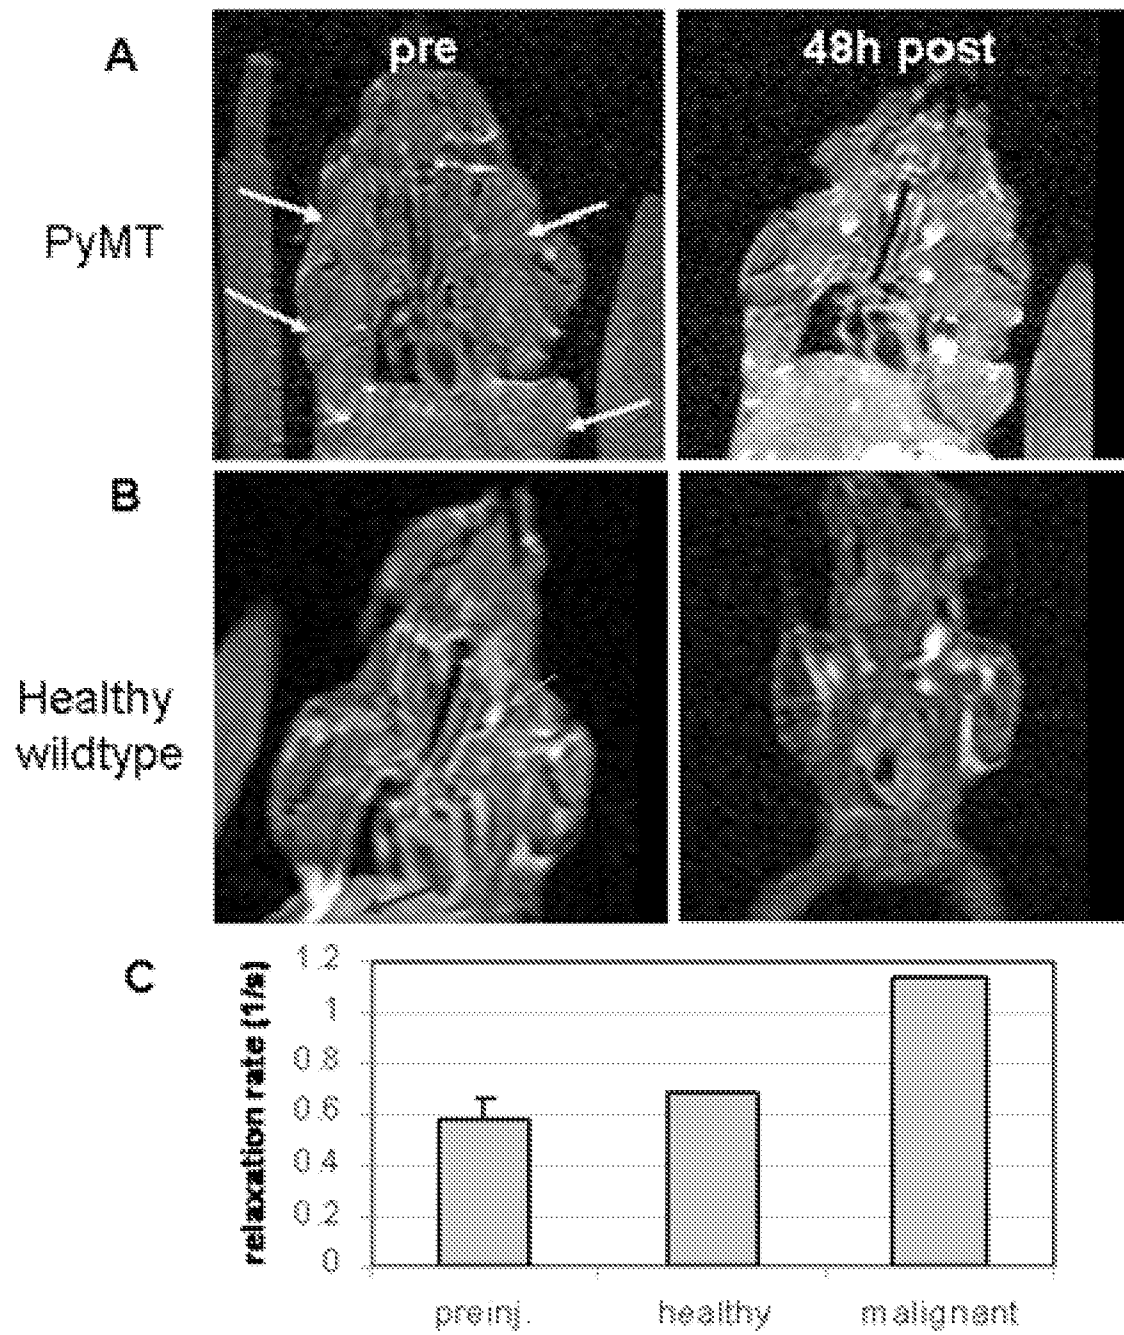 A
pre
48h post
PyMT
B
Healthy
wildtype
C
relaxation rate (1/s)
1.2
1
0.8
0.6
0.4
0.2
0
preinj.
healthy
malignant